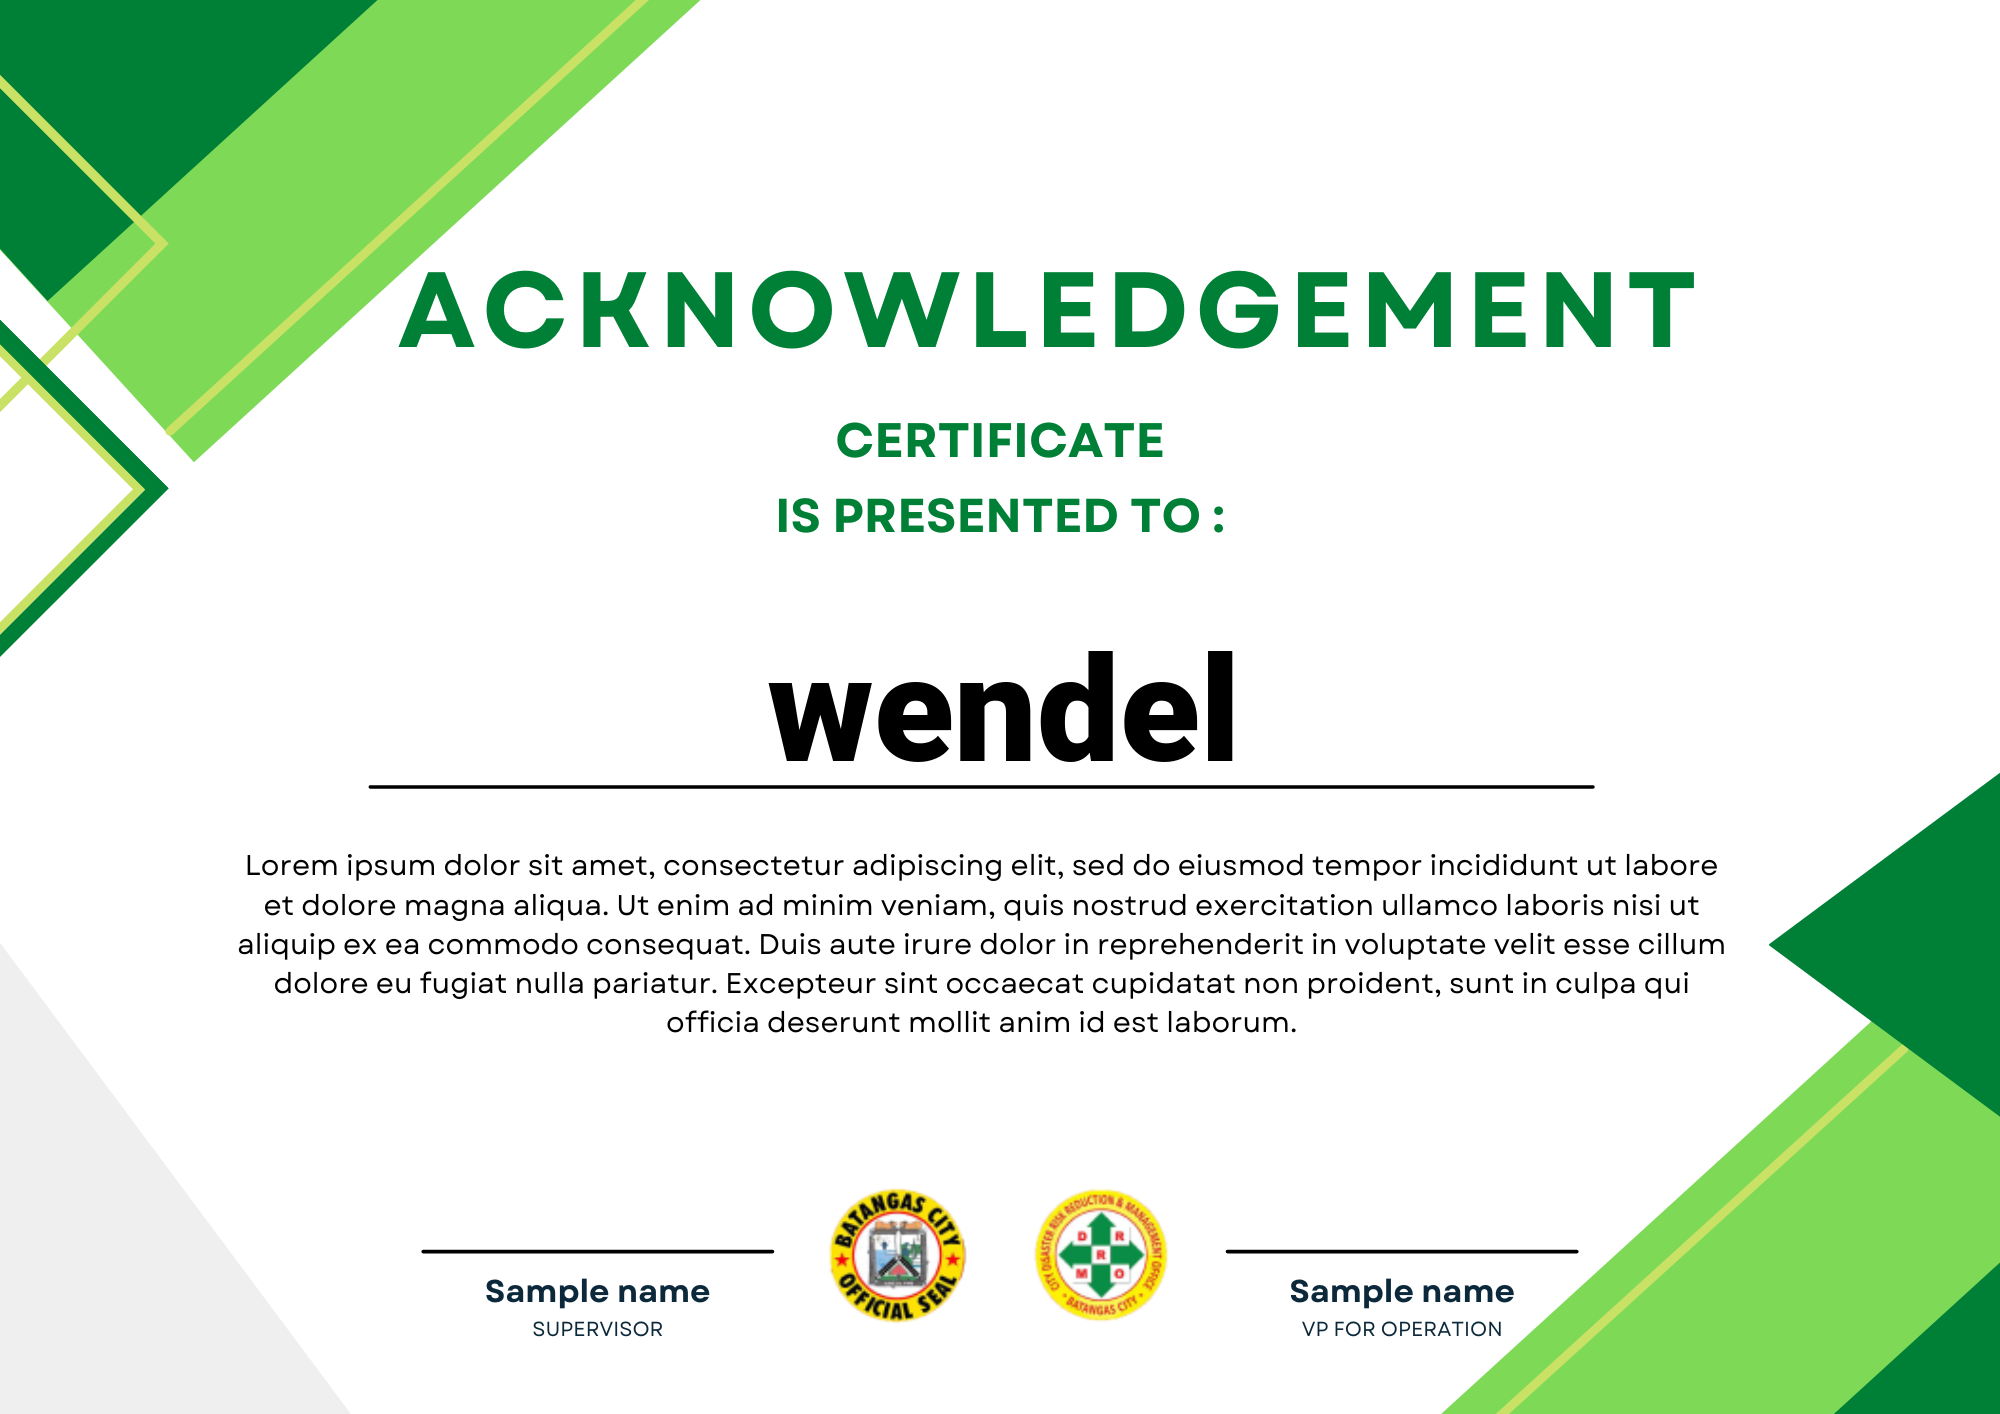 ACKNOWLEDGEMENT
CERTIFICATE
IS PRESENTED TO :
wendel
Lorem ipsum dolor sit amet, consectetur adipiscing elit, sed do eiusmod tempor incididunt ut labore
et dolore magna aliqua. Ut enim ad minim veniam, quis nostrud exercitation ullamco laboris nisi ut
aliquip ex ea commodo consequat. Duis aute irure dolor in reprehenderit in voluptate velit esse cillum
dolore eu fugiat nulla pariatur. Excepteur sint occaecat cupidatat non proident, sunt in culpa qui
officia deserunt mollit anim id est laborum.
BATANGAS CITY
OFFICIAL SEAL
CITY DISASTER RISK REDUCTION & MANAGEMENT OFFICE
D R
R
M O
BATANGAS CITY
Sample name
SUPERVISOR
Sample name
VP FOR OPERATION